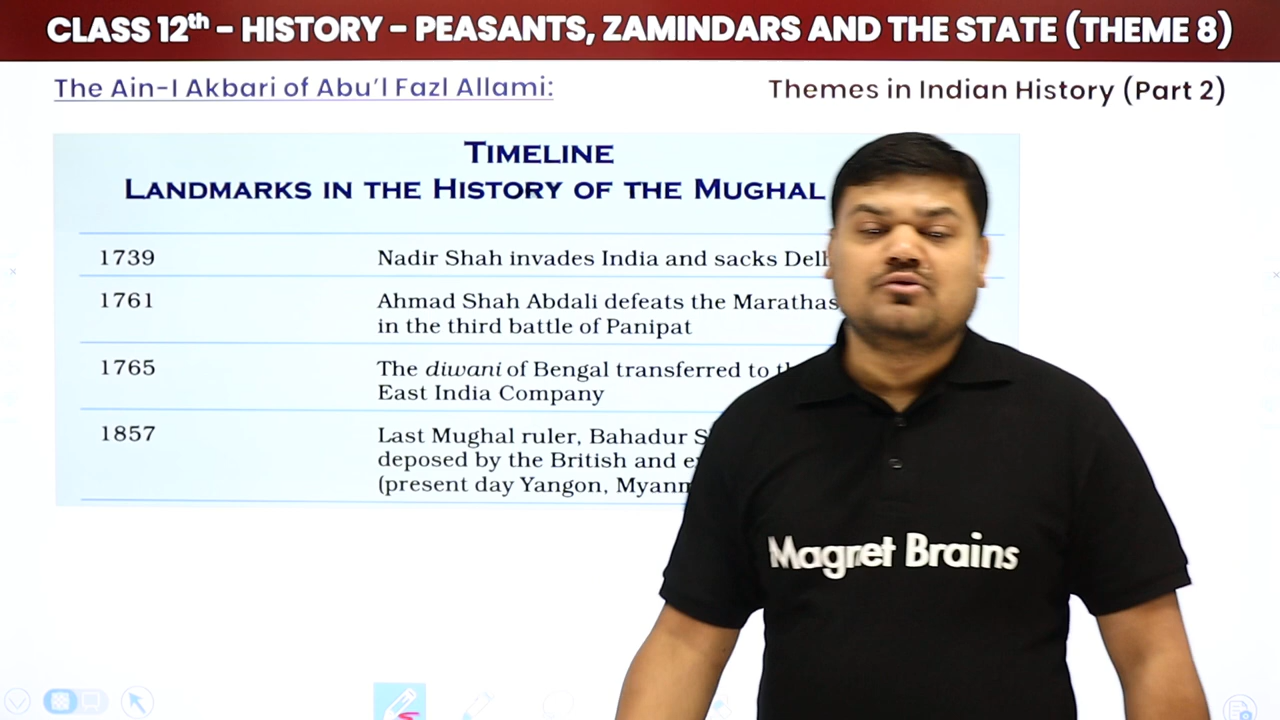 CLASS 12th – HISTORY – PEASANTS, ZAMINDARS AND THE STATE (THEME 8)
The Ain-I Akbari of Abu'l Fazl Allami:
Themes in Indian History (Part 2)
TIMELINE
LANDMARKS IN THE HISTORY OF THE MUGHAL
1739 Nadir Shah invades India and sacks
1761 Ahmad Shah Abdali defeats the Marathas
in the third battle of Panipat
1765 The diwani of Bengal transferred to
East India Company
1857 Last Mughal ruler, Bahadur
deposed by the British and
(present day Yangon,
Magnet Brains